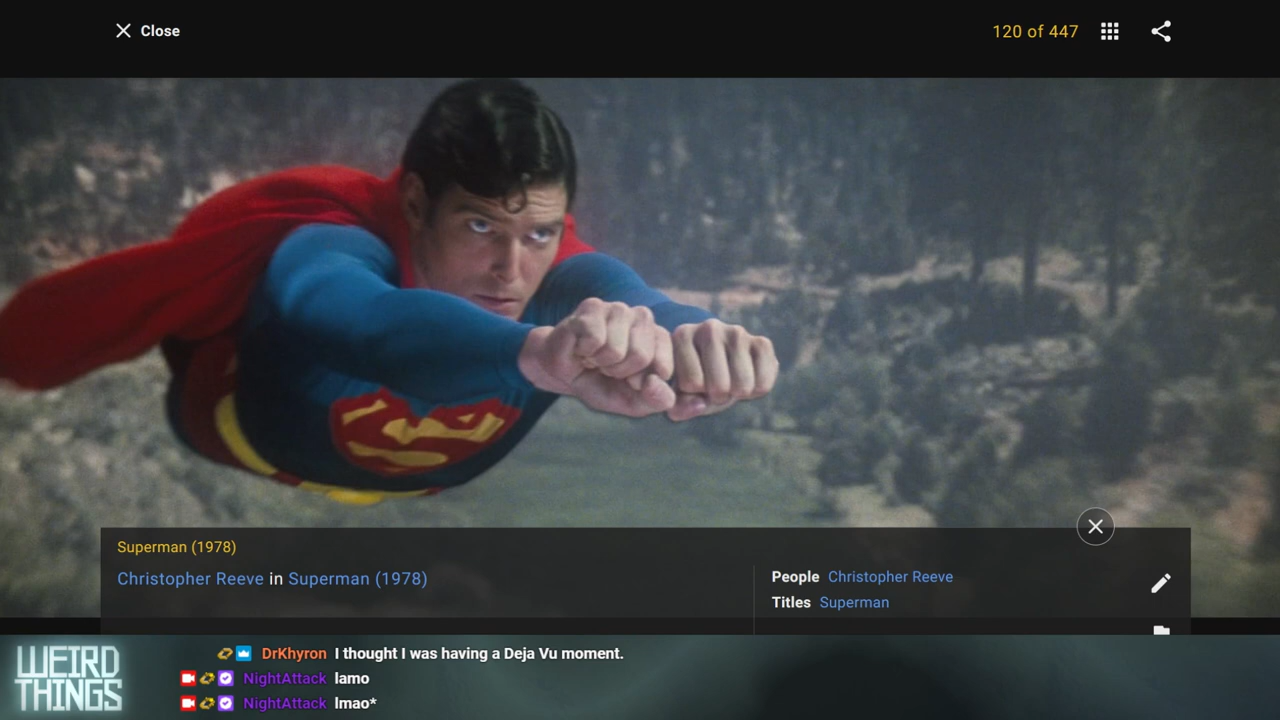 Close
120 of 447
Superman (1978)
Christopher Reeve in Superman (1978)
People Christopher Reeve
Titles Superman
WEIRD
THINGS
DrKhyron I thought I was having a Deja Vu moment.
NightAttack lamo
NightAttack lmao*